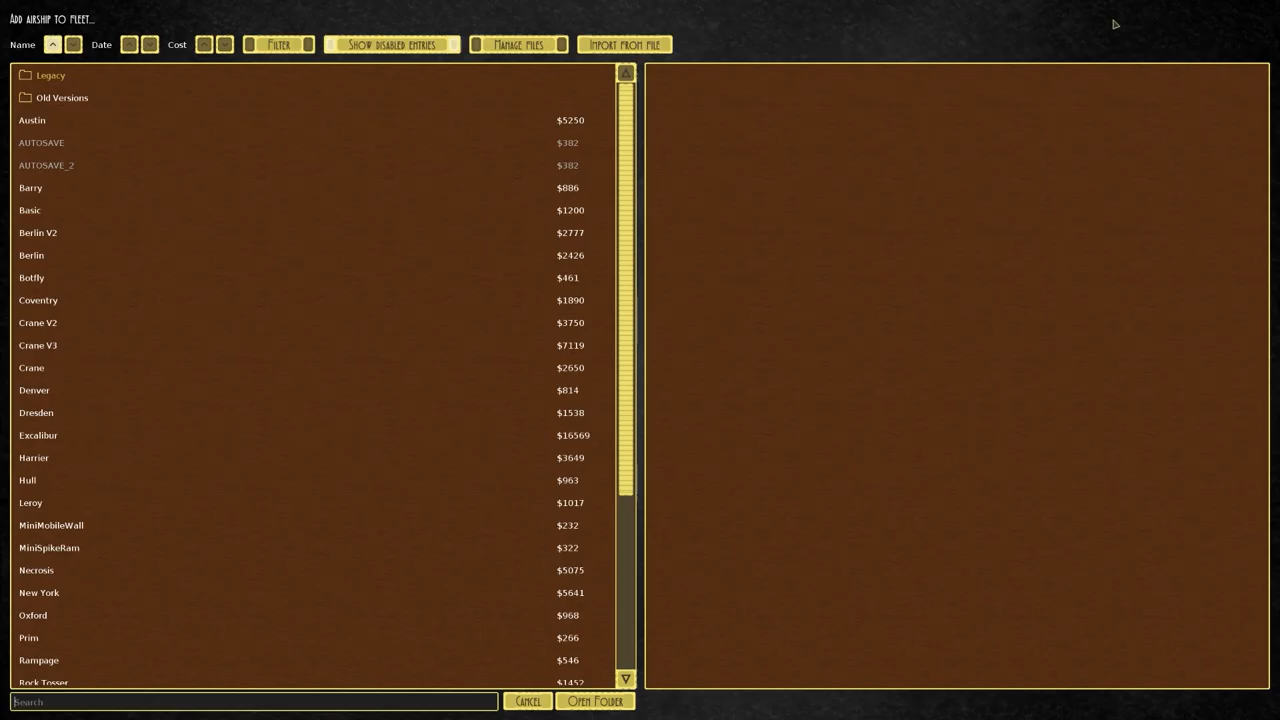 Add airship to fleet...
Name Date Cost Filter Show disabled entries Manage files Import from file
Legacy
Old Versions
Austin $5250
AUTOSAVE $382
AUTOSAVE_2 $382
Barry $886
Basic $1200
Berlin V2 $2777
Berlin $2426
Botfly $461
Coventry $1890
Crane V2 $3750
Crane V3 $7119
Crane $2650
Denver $814
Dresden $1538
Excalibur $16569
Harrier $3649
Hull $963
Leroy $1017
MiniMobileWall $232
MiniSpikeRam $322
Necrosis $5075
New York $5641
Oxford $968
Prim $266
Rampage $546
Rock Tosser $1452
Search Cancel Open Folder